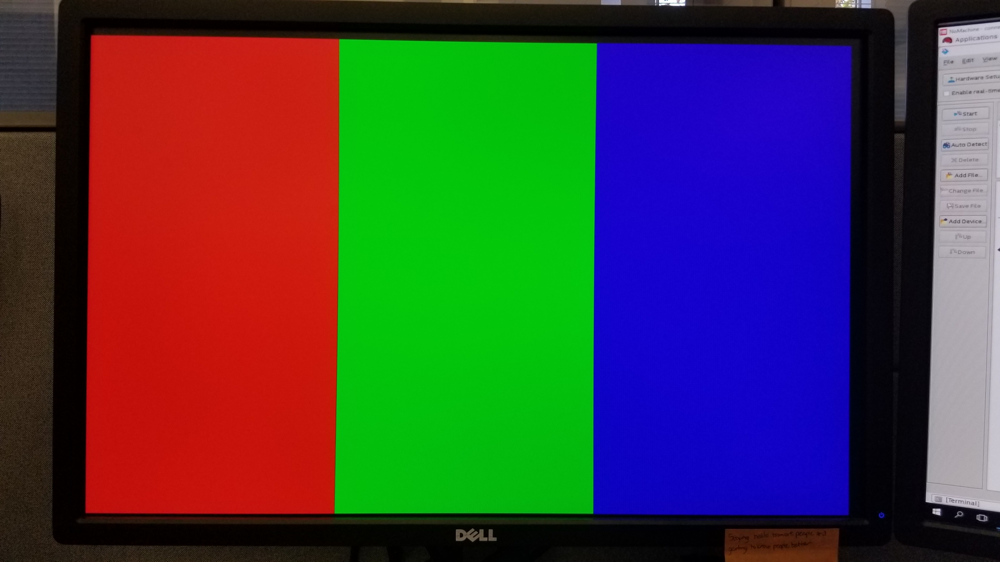 NoMachine - conne
Applications
File Edit View
Hardware Setu
Enable real-time
Start
Stop
Auto Detect
Delete
Add File...
Change File...
Save File
Add Device...
Up
Down
[Terminal]
DELL
Saying hello to more people and
getting to know people better